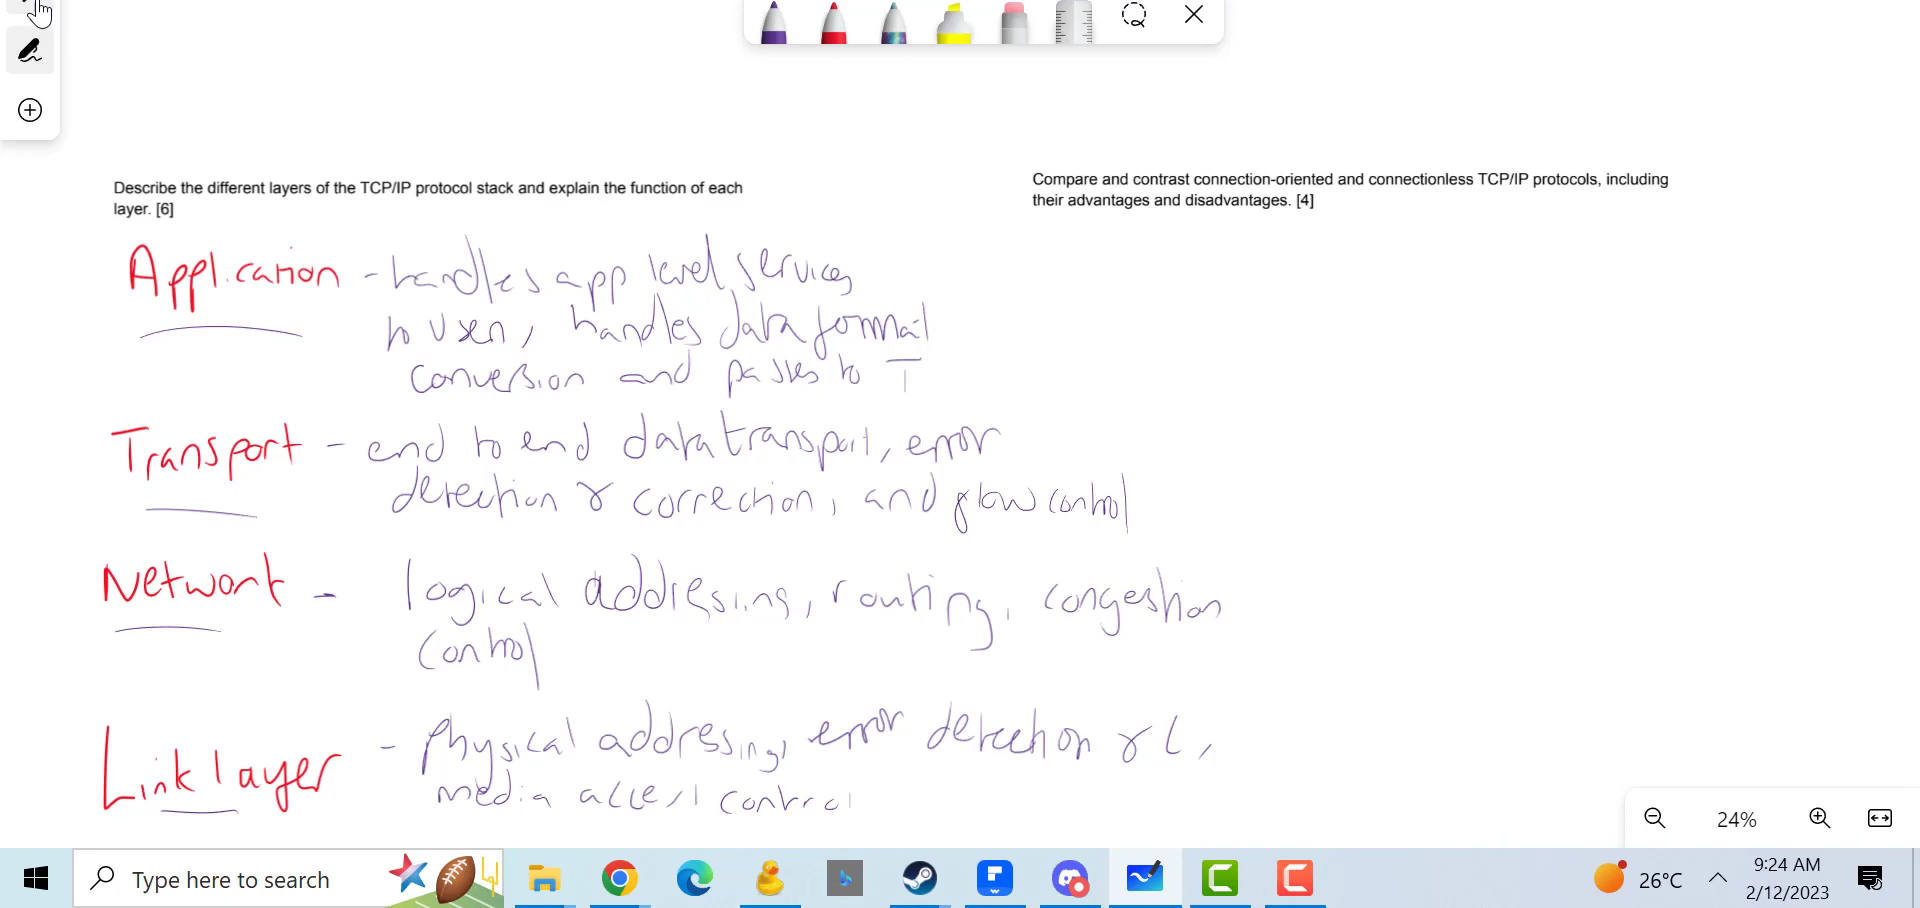 Describe the different layers of the TCP/IP protocol stack and explain the function of each
layer. [6]
Application - handles app level services
to user, handles data format
conversion and passes to T
Transport - end to end data transport, error
detection & correction, and flow control
Network - logical addressing, routing, congestion
control
Link layer - physical addressing, error detection & C,
media access control
Compare and contrast connection-oriented and connectionless TCP/IP protocols, including
their advantages and disadvantages. [4]
24%
Type here to search
26°C
9:24 AM
2/12/2023